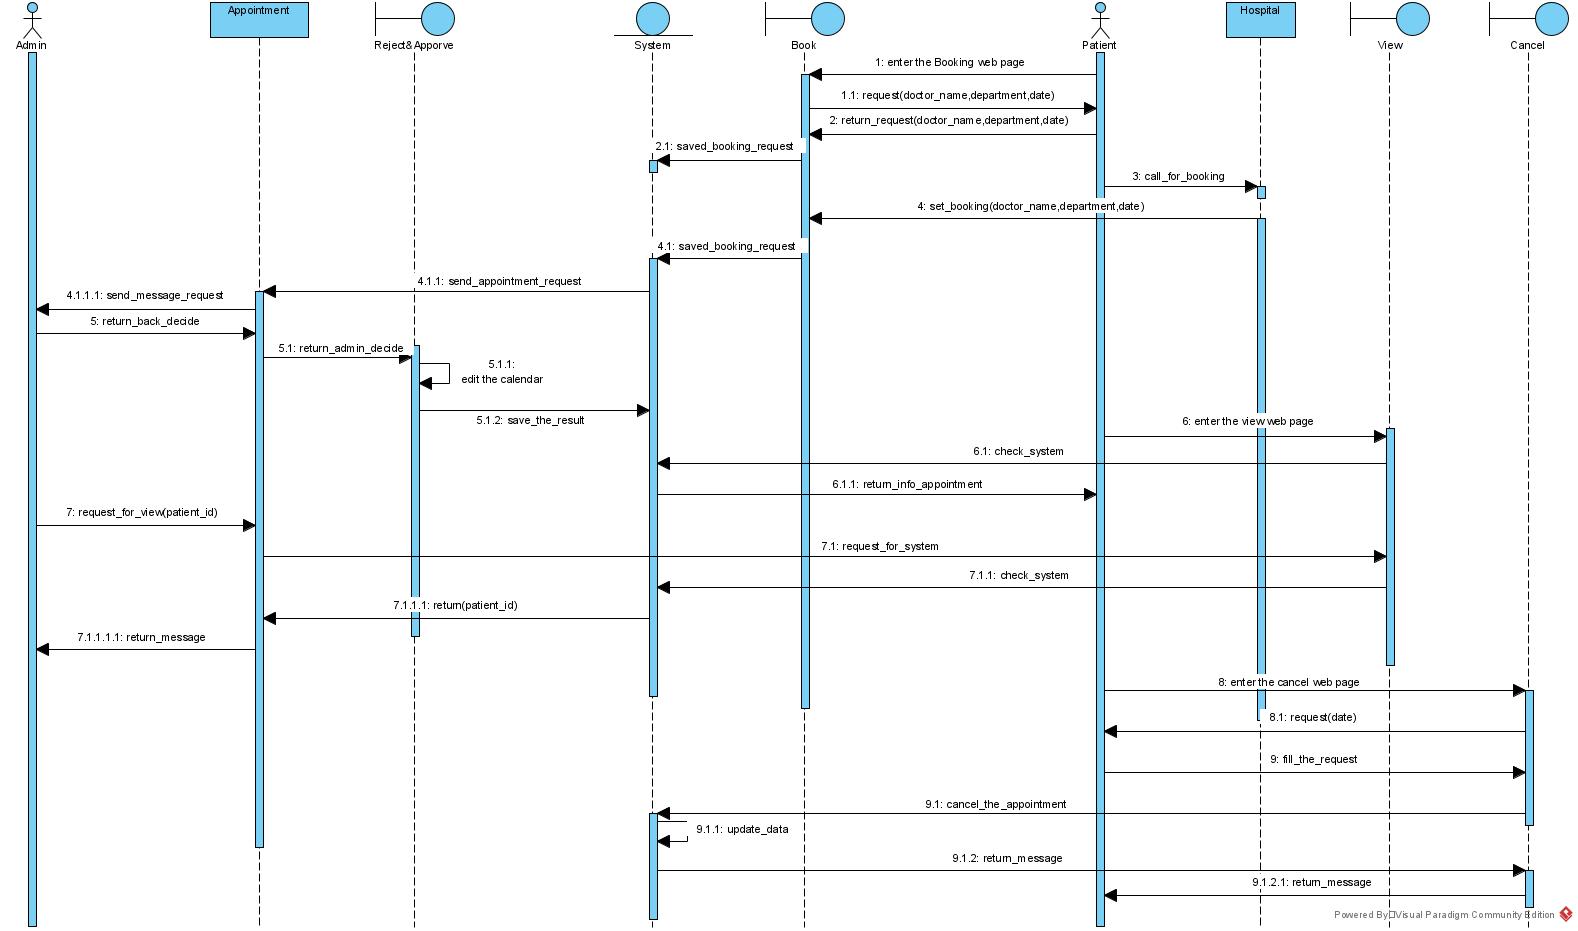 Admin
Appointment
Reject&Apporve
System
Book
Patient
Hospital
View
Cancel
1: enter the Booking web page
1.1: request(doctor_name,department,date)
2: return_request(doctor_name,department,date)
2.1: saved_booking_request
3: call_for_booking
4: set_booking(doctor_name,department,date)
4.1: saved_booking_request
4.1.1: send_appointment_request
4.1.1.1: send_message_request
5: return_back_decide
5.1: return_admin_decide
5.1.1:
edit the calendar
5.1.2: save_the_result
6: enter the view web page
6.1: check_system
6.1.1: return_info_appointment
7: request_for_view(patient_id)
7.1: request_for_system
7.1.1: check_system
7.1.1.1: return(patient_id)
7.1.1.1.1: return_message
8: enter the cancel web page
8.1: request(date)
9: fill_the_request
9.1: cancel_the_appointment
9.1.1: update_data
9.1.2: return_message
9.1.2.1: return_message
Powered By Visual Paradigm Community Edition